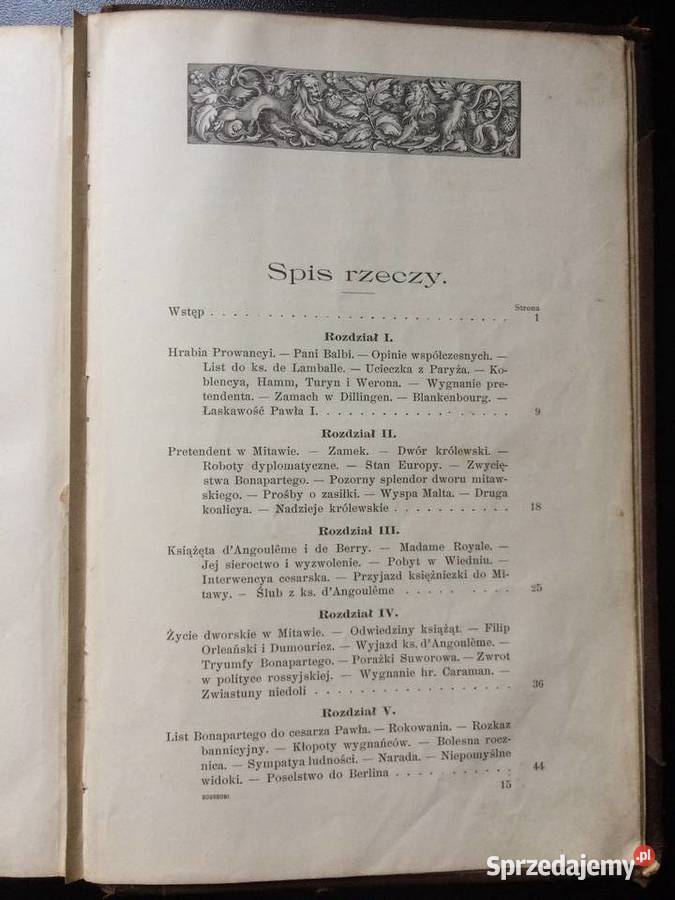 Spis rzeczy.
Strona
Wstęp . . . . . . . . . . . . . . . . . . . . . 1
Rozdział I.
Hrabia Prowancyi. — Pani Balbi. — Opinie współczesnych. —
List do ks. de Lamballe. — Ucieczka z Paryża. — Ko-
blencya, Hamm, Turyn i Werona. — Wygnanie pre-
tendenta. — Zamach w Dillingen. — Blankenbourg. —
Łaskawość Pawła I. . . . . . . . . . . . . . . 9
Rozdział II.
Pretendent w Mitawie. — Zamek. — Dwór królewski. —
Roboty dyplomatyczne. — Stan Europy. — Zwycię-
stwa Bonapartego. — Pozorny splendor dworu mitaw-
skiego. — Prośby o zasiłki. — Wyspa Malta. — Druga
koalicya. — Nadzieje królewskie . . . . . . . . . . . 18
Rozdział III.
Książęta d'Angoulême i de Berry. — Madame Royale. —
Jej sieroctwo i wyzwolenie. — Pobyt w Wiedniu. —
Interwencya cesarska. — Przyjazd księżniczki do Mi-
tawy. — Ślub z ks. d'Angoulême . . . . . . . . . . 25
Rozdział IV.
Życie dworskie w Mitawie. — Odwiedziny książąt. — Filip
Orleański i Dumouriez. — Wyjazd ks. d'Angoulême. —
Tryumfy Bonapartego. — Porażki Suworowa. — Zwrot
w polityce rossyjskiej. — Wygnanie hr. Caraman. —
Zwiastuny niedoli . . . . . . . . . . . . . . . . 36
Rozdział V.
List Bonapartego do cesarza Pawła. — Rokowania. — Rozkaz
bannicyjny. — Kłopoty wygnańców. — Bolesna rocz-
nica. — Sympatya ludności. — Narada. — Niepomyślne
widoki. — Poselstwo do Berlina . . . . . . . . . . . 44
15
Sprzedajemy.pl